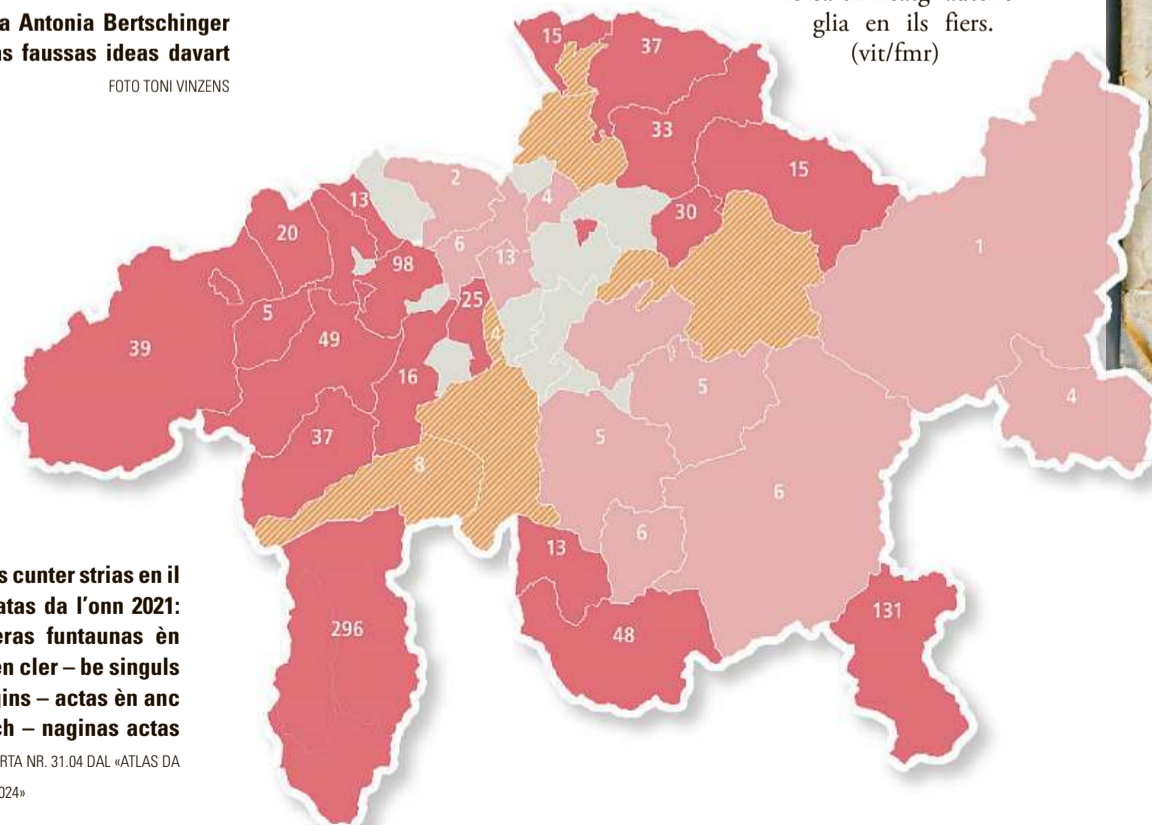 a Antonia Bertschinger
s faussas ideas davart
FOTO TONI VINZENS
glia en ils fiers.
(vit/fmr)
15
37
33
15
30
2
4
13
20
6
13
98
1
25
5
49
4
39
16
5
4
37
5
8
6
6
13
296
48
131
s cunter strias en il
atas da l’onn 2021:
eras funtaunas èn
en cler – be singuls
gins – actas èn anc
ch – naginas actas
RTA NR. 31.04 DAL «ATLAS DA
024»